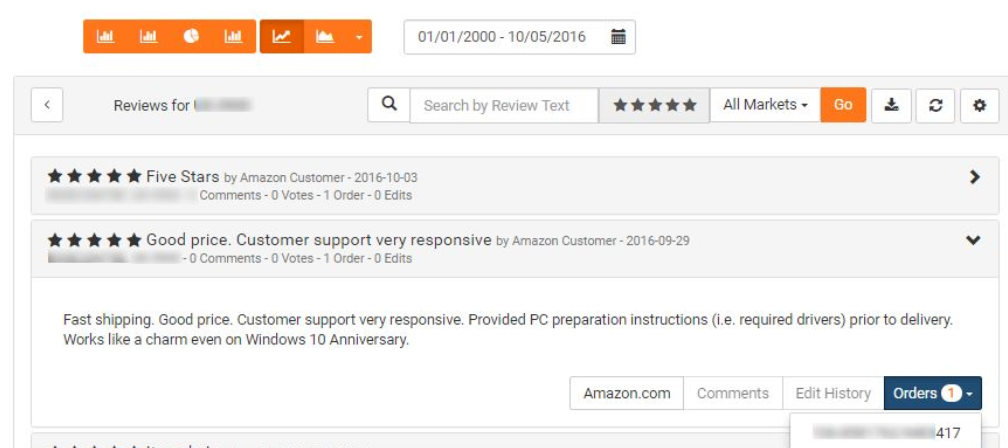 01/01/2000 - 10/05/2016
Reviews for
Search by Review Text
All Markets
Go
Five Stars by Amazon Customer - 2016-10-03
Comments - 0 Votes - 1 Order - 0 Edits
Good price. Customer support very responsive by Amazon Customer - 2016-09-29
- 0 Comments - 0 Votes - 1 Order - 0 Edits
Fast shipping. Good price. Customer support very responsive. Provided PC preparation instructions (i.e. required drivers) prior to delivery.
Works like a charm even on Windows 10 Anniversary.
Amazon.com Comments Edit History Orders 1
417